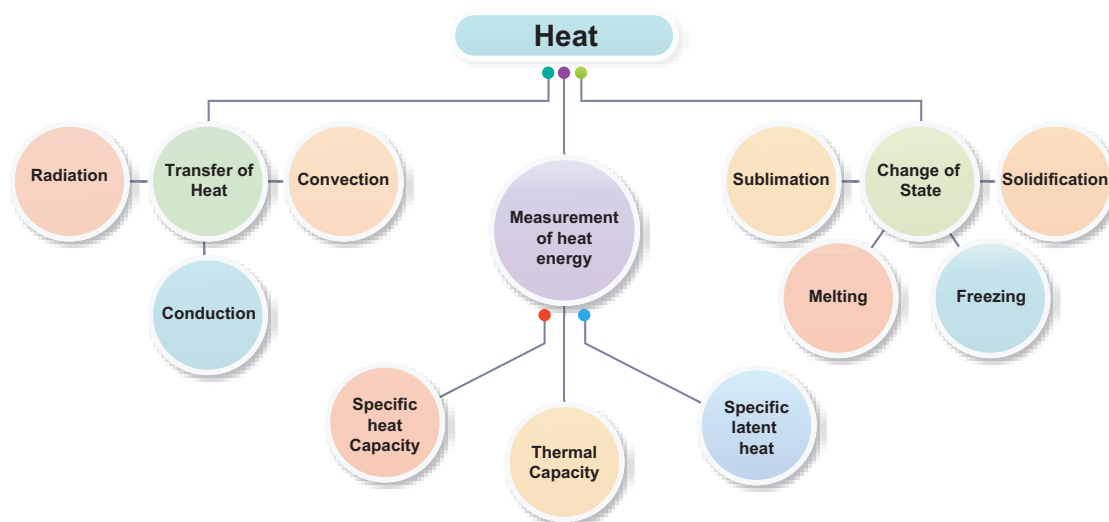 Heat
Radiation
Transfer of
Heat
Convection
Conduction
Measurement
of heat
energy
Specific
heat
Capacity
Thermal
Capacity
Specific
latent
heat
Sublimation
Change of
State
Solidification
Melting
Freezing